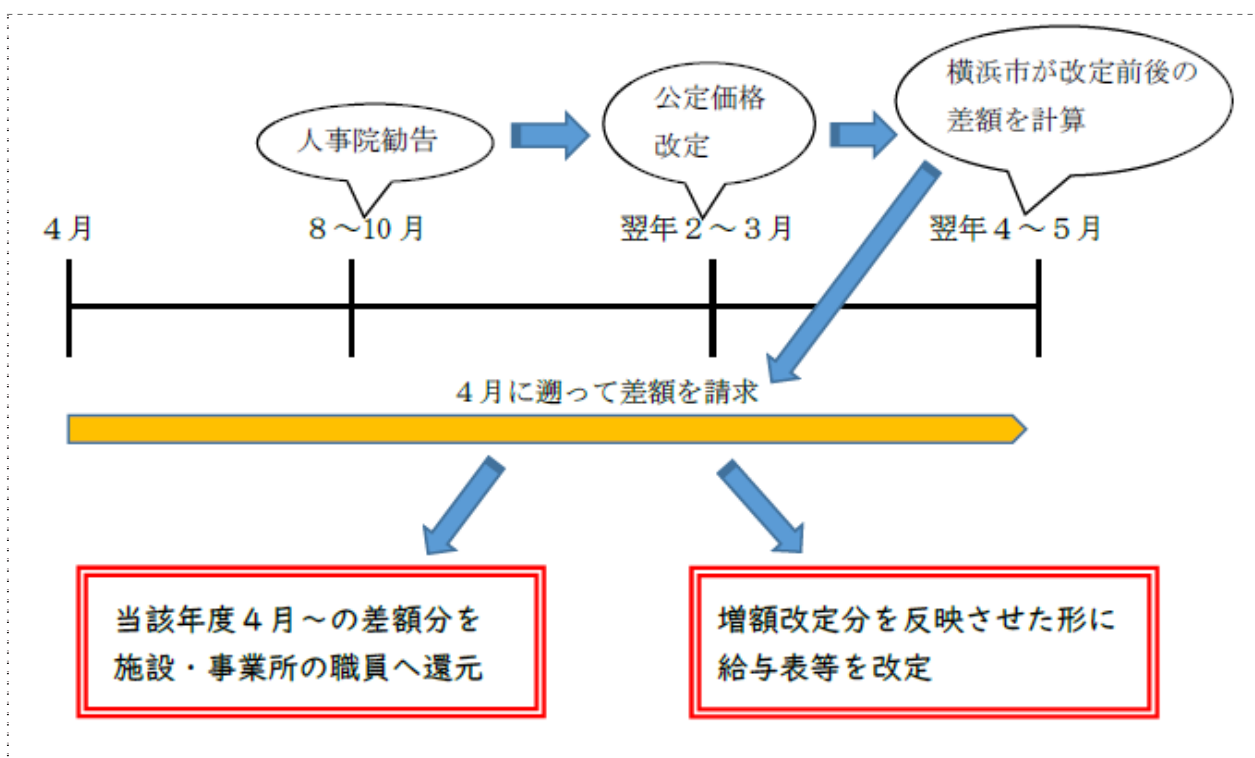 人事院勧告
公定価格
改定
横浜市が改定前後の
差額を計算
４月
８～10 月
翌年２～３月
翌年４～５月
４月に遡って差額を請求
当該年度４月～の差額分を
施設・事業所の職員へ還元
増額改定分を反映させた形に
給与表等を改定